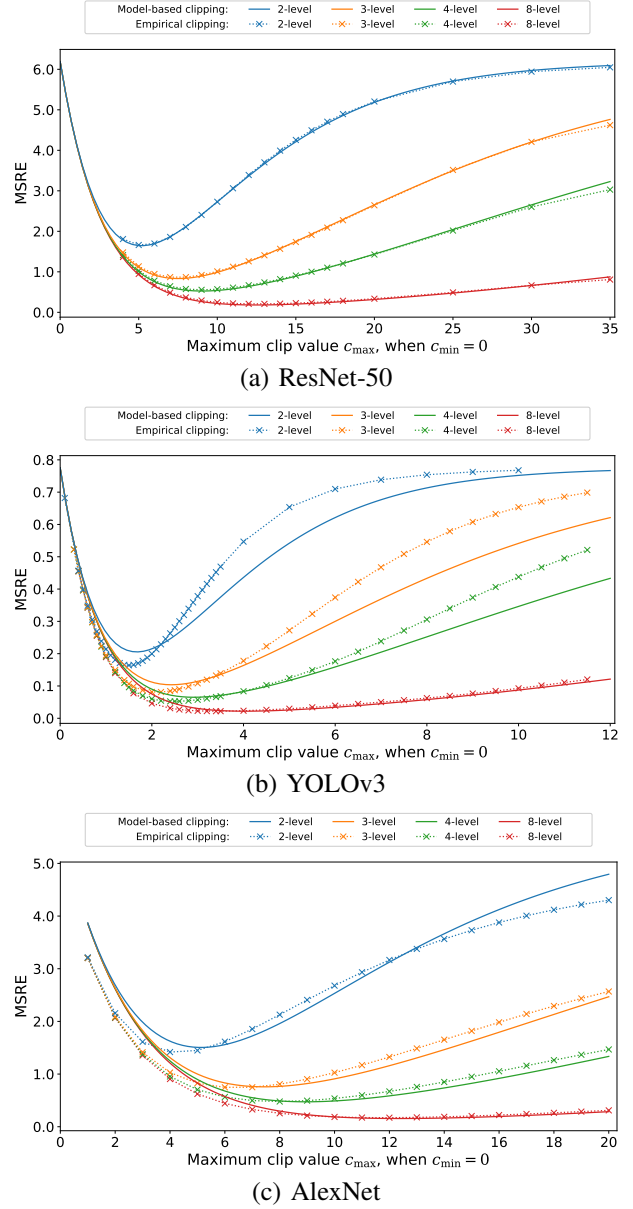 Model-based clipping: 2-level 3-level 4-level 8-level
Empirical clipping: 2-level 3-level 4-level 8-level
6.0
5.0
4.0
3.0
2.0
1.0
0.0
MSRE
0 5 10 15 20 25 30 35
Maximum clip value c_max, when c_min = 0
(a) ResNet-50
Model-based clipping: 2-level 3-level 4-level 8-level
Empirical clipping: 2-level 3-level 4-level 8-level
0.8
0.7
0.6
0.5
0.4
0.3
0.2
0.1
0.0
MSRE
0 2 4 6 8 10 12
Maximum clip value c_max, when c_min = 0
(b) YOLOv3
Model-based clipping: 2-level 3-level 4-level 8-level
Empirical clipping: 2-level 3-level 4-level 8-level
5.0
4.0
3.0
2.0
1.0
0.0
MSRE
0 2 4 6 8 10 12 14 16 18 20
Maximum clip value c_max, when c_min = 0
(c) AlexNet